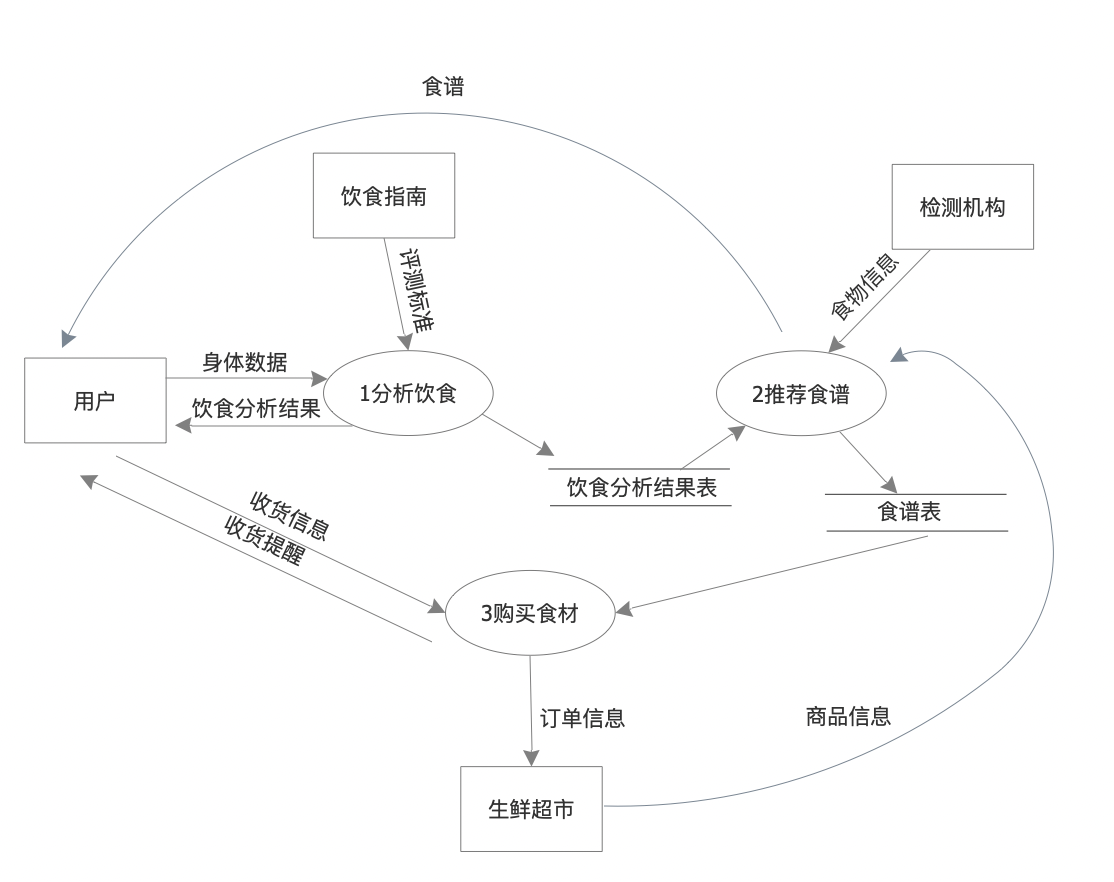 食谱
饮食指南
检测机构
评测标准
食物信息
身体数据
用户
1分析饮食
2推荐食谱
饮食分析结果
饮食分析结果表
食谱表
收货信息
收货提醒
3购买食材
订单信息
商品信息
生鲜超市